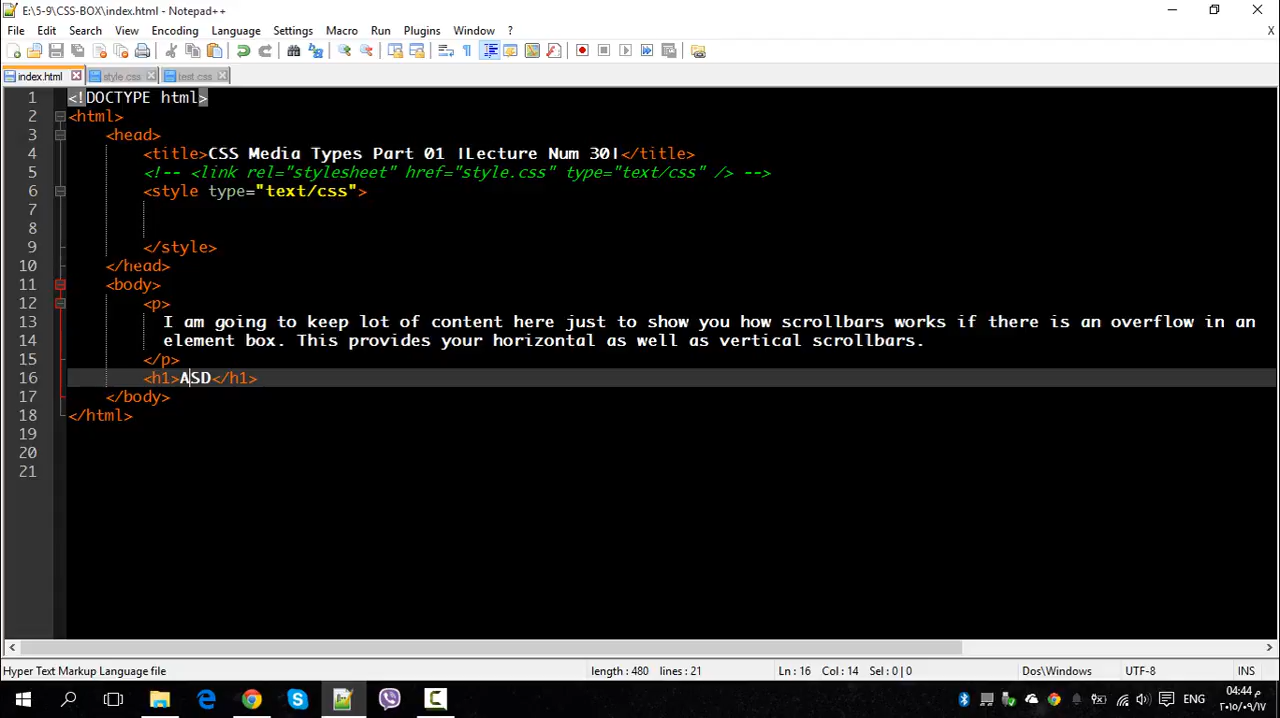 E:\5-9\CSS-BOX\index.html - Notepad++
File Edit Search View Encoding Language Settings Macro Run Plugins Window ? X
index.html style css test css
1 <!DOCTYPE html>
2 <html>
3 <head>
4 <title>CSS Media Types Part 01 |Lecture Num 30|</title>
5 <!-- <link rel="stylesheet" href="style.css" type="text/css" /> -->
6 <style type="text/css">
7
8
9 </style>
10 </head>
11 <body>
12 <p>
13 I am going to keep lot of content here just to show you how scrollbars works if there is an overflow in an
14 element box. This provides your horizontal as well as vertical scrollbars.
15 </p>
16 <h1>ASD</h1>
17 </body>
18 </html>
19
20
21
Hyper Text Markup Language file length : 480 lines : 21 Ln : 16 Col : 14 Sel : 0 | 0 Dos\Windows UTF-8 INS
ENG م 04:44
٢٠١٥/٠٩/١٧